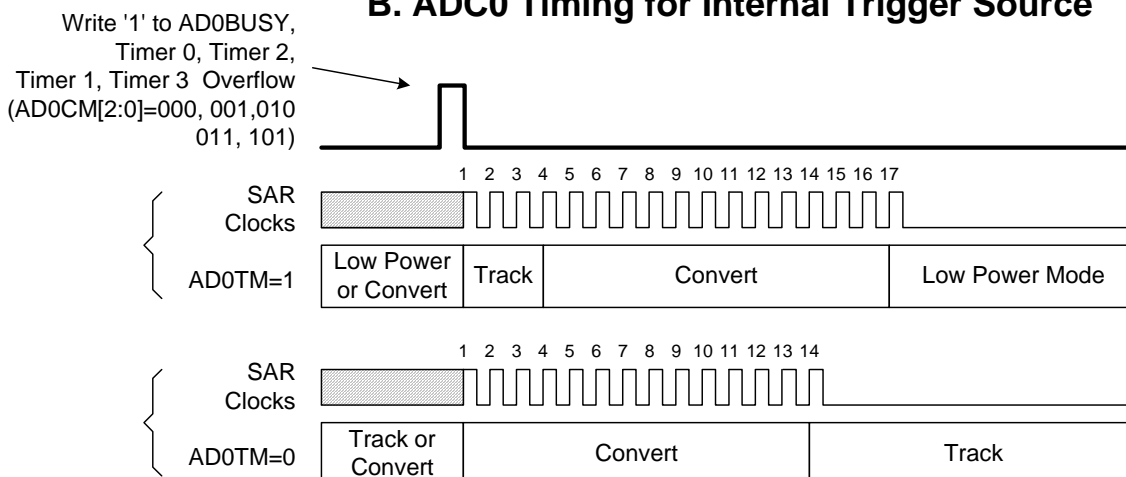 B. ADC0 Timing for Internal Trigger Source
Write '1' to AD0BUSY,
Timer 0, Timer 2,
Timer 1, Timer 3 Overflow
(AD0CM[2:0]=000, 001,010
011, 101)
1 2 3 4 5 6 7 8 9 10 11 12 13 14 15 16 17
SAR
Clocks
AD0TM=1
Low Power
or Convert
Track
Convert
Low Power Mode
1 2 3 4 5 6 7 8 9 10 11 12 13 14
SAR
Clocks
AD0TM=0
Track or
Convert
Convert
Track